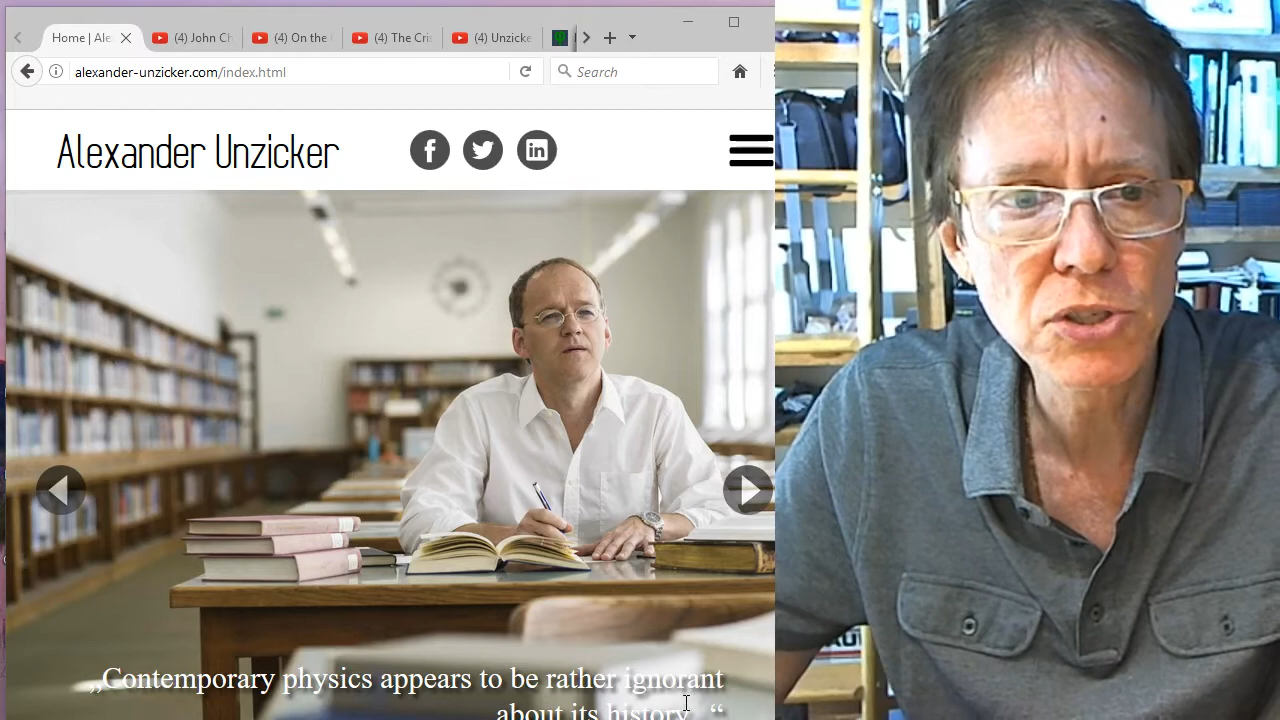 Home | Ale
(4) John Ch
(4) On the
(4) The Cri
(4) Unzicke
alexander-unzicker.com/index.html
Search
Alexander Unzicker
„Contemporary physics appears to be rather ignorant
about its history...“